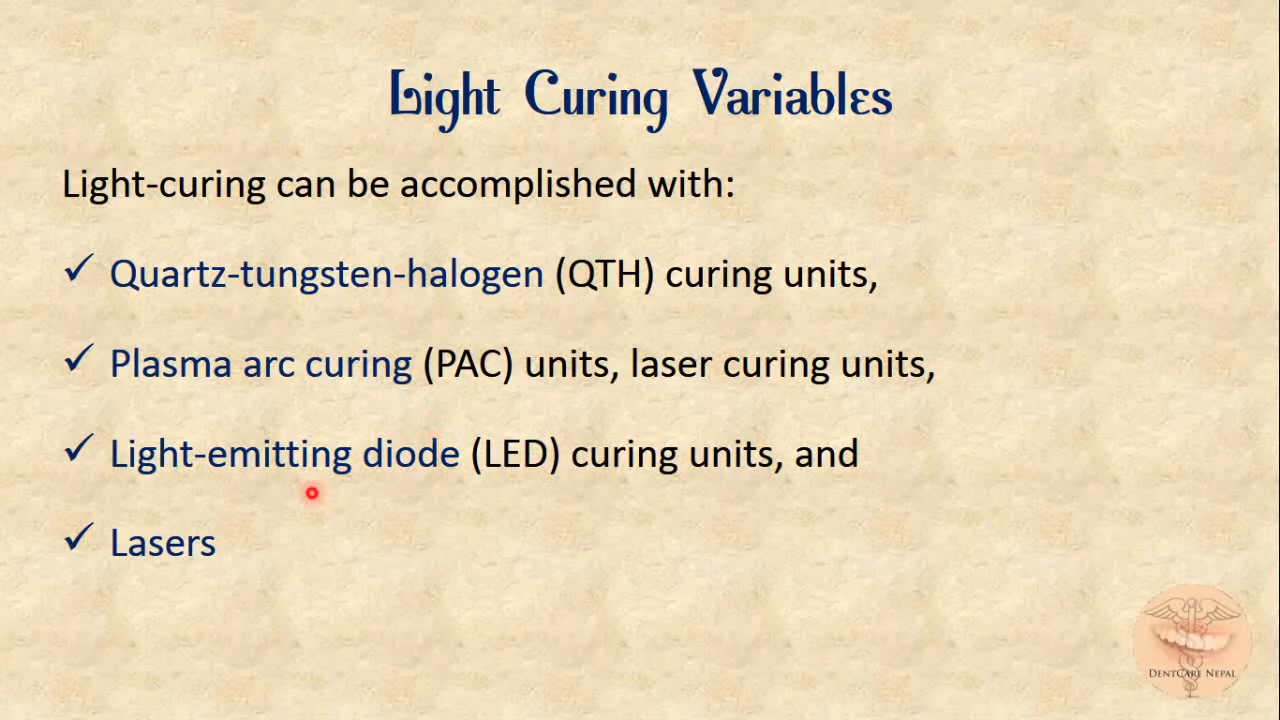 Light Curing Variables
Light-curing can be accomplished with:
✓ Quartz-tungsten-halogen (QTH) curing units,
✓ Plasma arc curing (PAC) units, laser curing units,
✓ Light-emitting diode (LED) curing units, and
✓ Lasers
DentCare Nepal